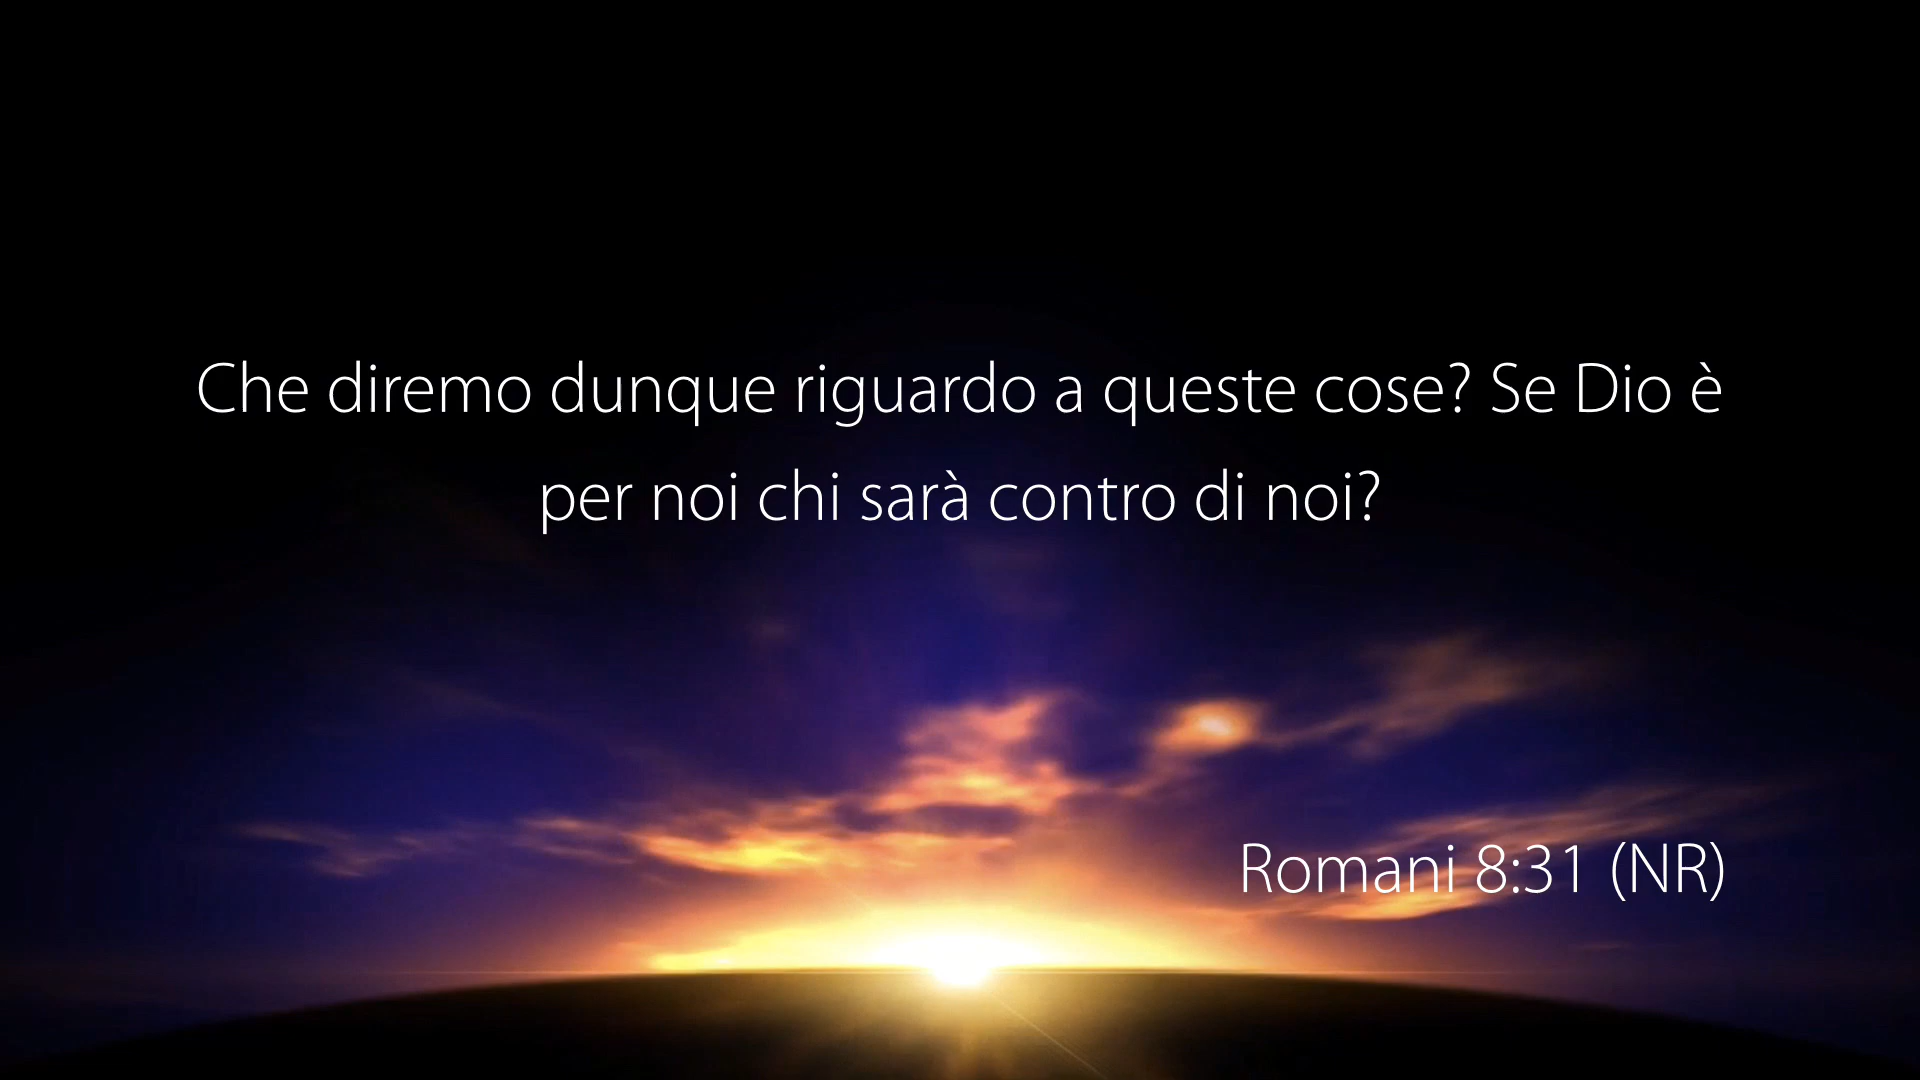 Che diremo dunque riguardo a queste cose? Se Dio è
per noi chi sarà contro di noi?
Romani 8:31 (NR)